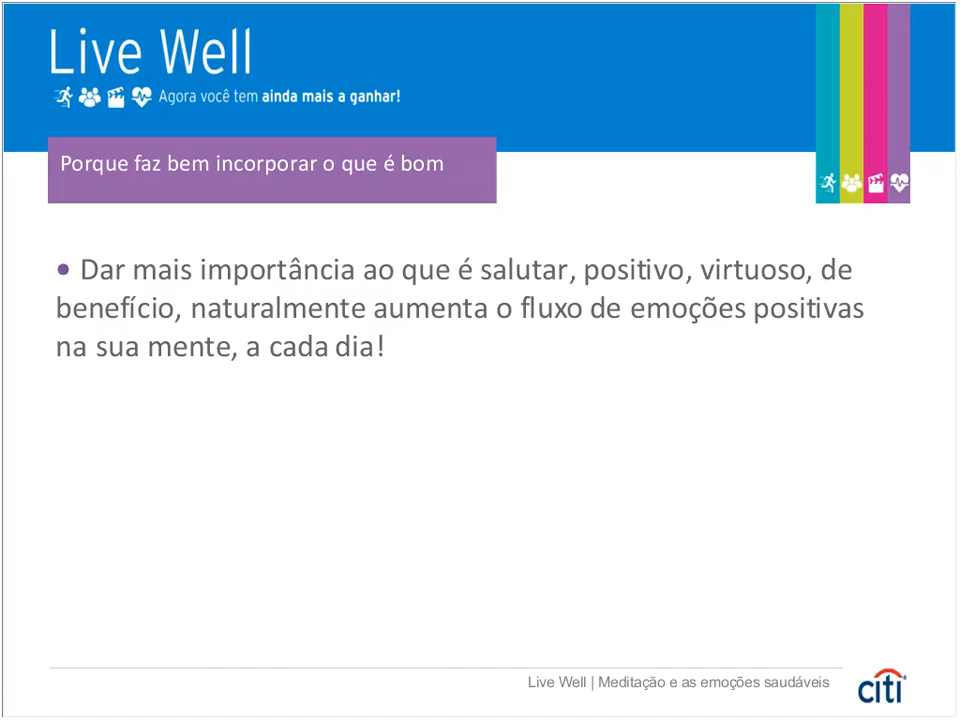 Live Well
Agora você tem ainda mais a ganhar!
Porque faz bem incorporar o que é bom
• Dar mais importância ao que é salutar, positivo, virtuoso, de
benefício, naturalmente aumenta o fluxo de emoções positivas
na sua mente, a cada dia!
Live Well | Meditação e as emoções saudáveis
citi